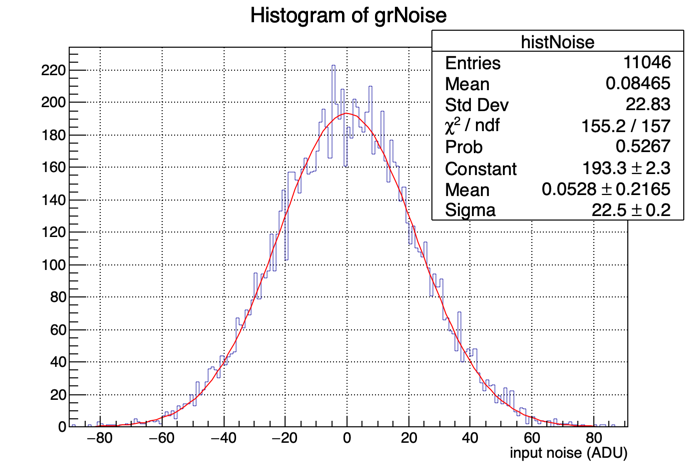 Histogram of grNoise
histNoise
Entries 11046
Mean 0.08465
Std Dev 22.83
χ² / ndf 155.2 / 157
Prob 0.5267
Constant 193.3 ± 2.3
Mean 0.0528 ± 0.2165
Sigma 22.5 ± 0.2
220
200
180
160
140
120
100
80
60
40
20
0
−80 −60 −40 −20 0 20 40 60 80
input noise (ADU)